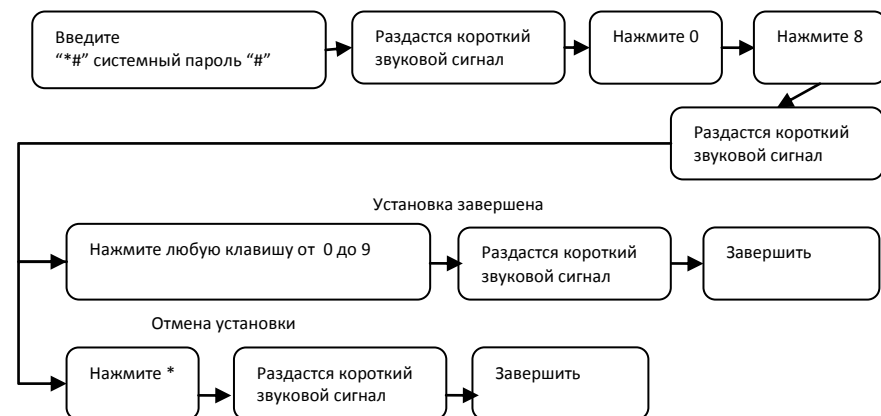 Введите
“*#” системный пароль “#”
Раздастся короткий
звуковой сигнал
Нажмите 0
Нажмите 8
Раздастся короткий
звуковой сигнал
Установка завершена
Нажмите любую клавишу от 0 до 9
Раздастся короткий
звуковой сигнал
Завершить
Отмена установки
Нажмите *
Раздастся короткий
звуковой сигнал
Завершить